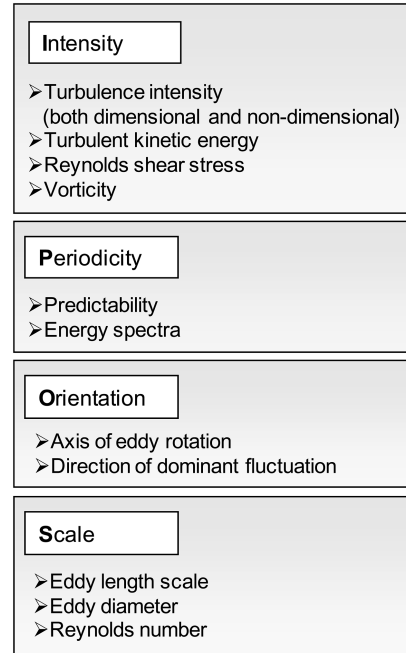 Intensity
➢Turbulence intensity
(both dimensional and non-dimensional)
➢Turbulent kinetic energy
➢Reynolds shear stress
➢Vorticity
Periodicity
➢Predictability
➢Energy spectra
Orientation
➢Axis of eddy rotation
➢Direction of dominant fluctuation
Scale
➢Eddy length scale
➢Eddy diameter
➢Reynolds number